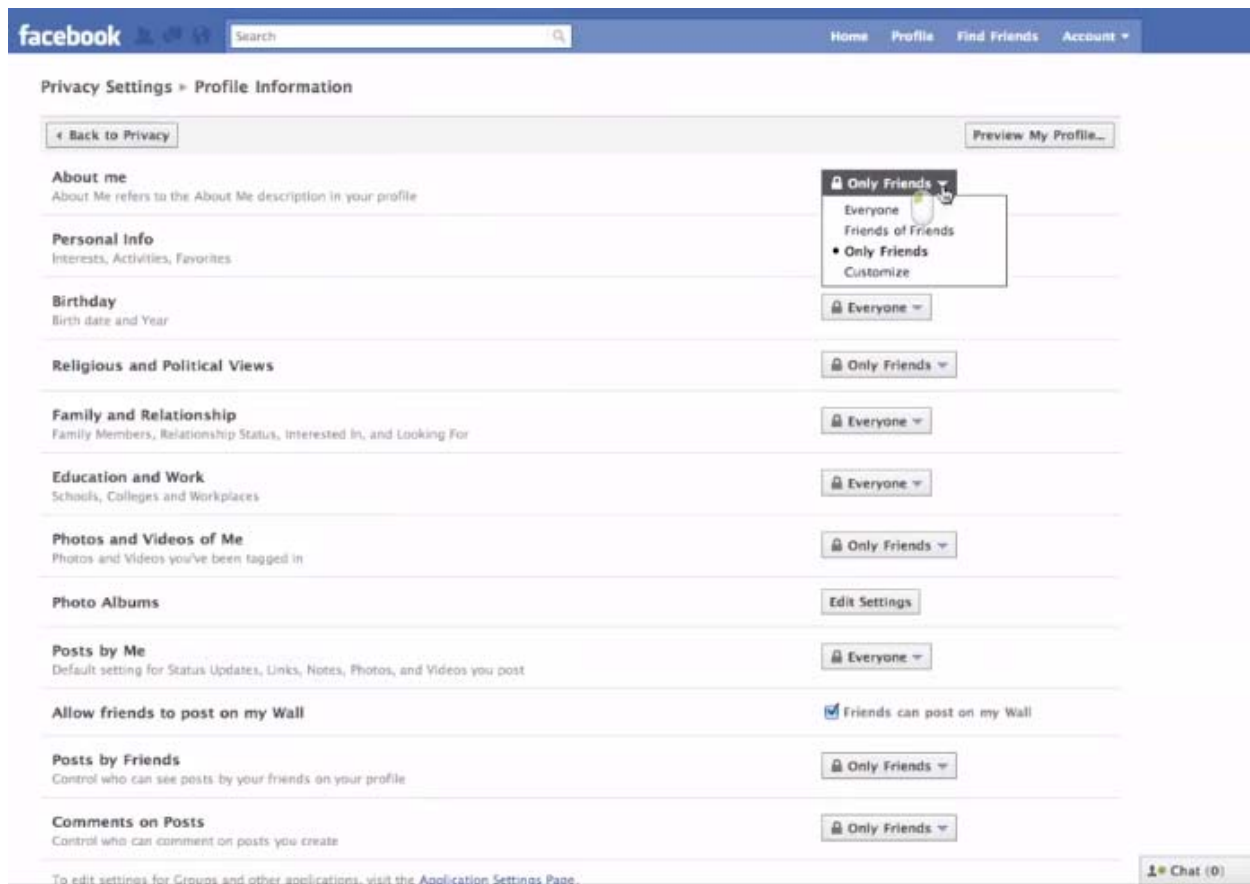 facebook Search Home Profile Find Friends Account
Privacy Settings ▸ Profile Information
Back to Privacy Preview My Profile...
About me Only Friends
About Me refers to the About Me description in your profile
Everyone
Friends of Friends
Only Friends
Customize
Personal Info
Interests, Activities, Favorites
Birthday Everyone
Birth date and Year
Religious and Political Views Only Friends
Family and Relationship Everyone
Family Members, Relationship Status, Interested In, and Looking For
Education and Work Everyone
Schools, Colleges and Workplaces
Photos and Videos of Me Only Friends
Photos and Videos you've been tagged in
Photo Albums Edit Settings
Posts by Me Everyone
Default setting for Status Updates, Links, Notes, Photos, and Videos you post
Allow friends to post on my Wall Friends can post on my Wall
Posts by Friends Only Friends
Control who can see posts by your friends on your profile
Comments on Posts Only Friends
Control who can comment on posts you create
To edit settings for Groups and other applications, visit the Application Settings Page.
Chat (0)